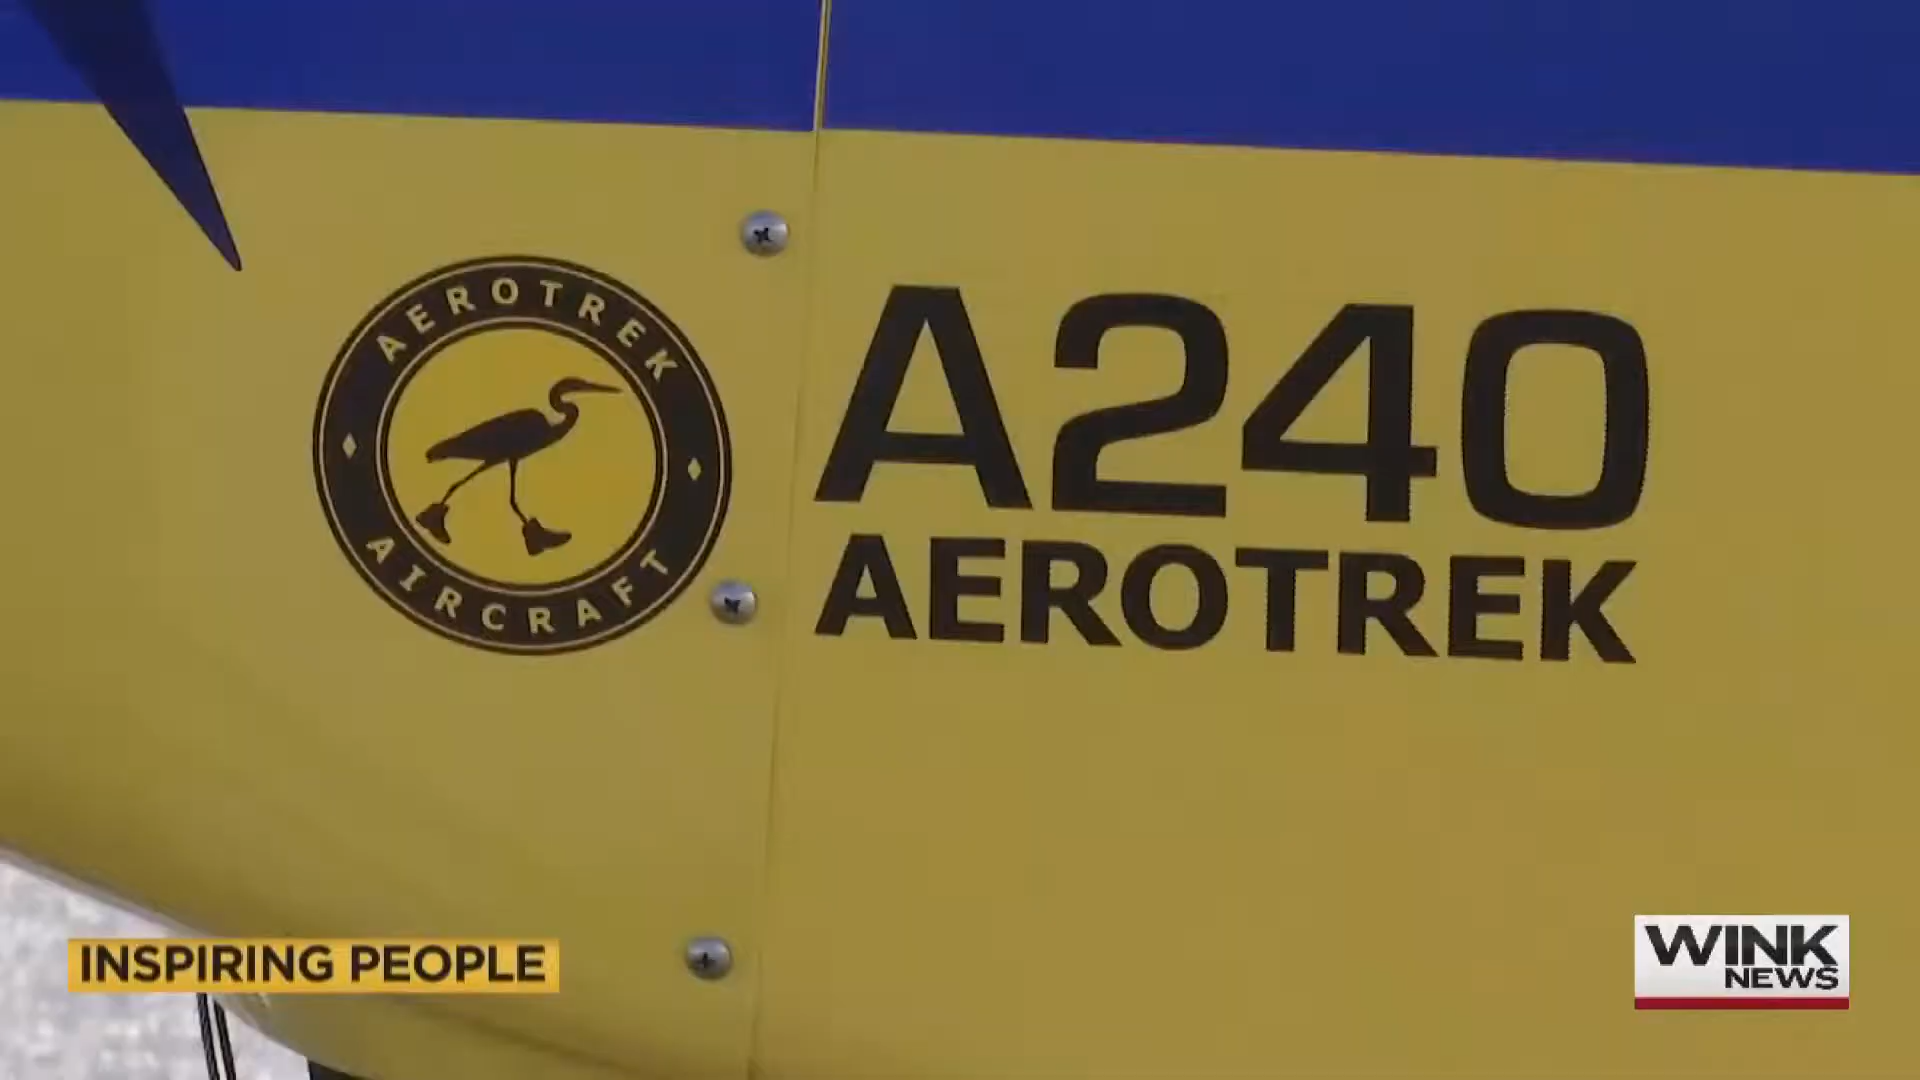 AEROTREK
AIRCRAFT
A240
AEROTREK
INSPIRING PEOPLE
WINK
NEWS